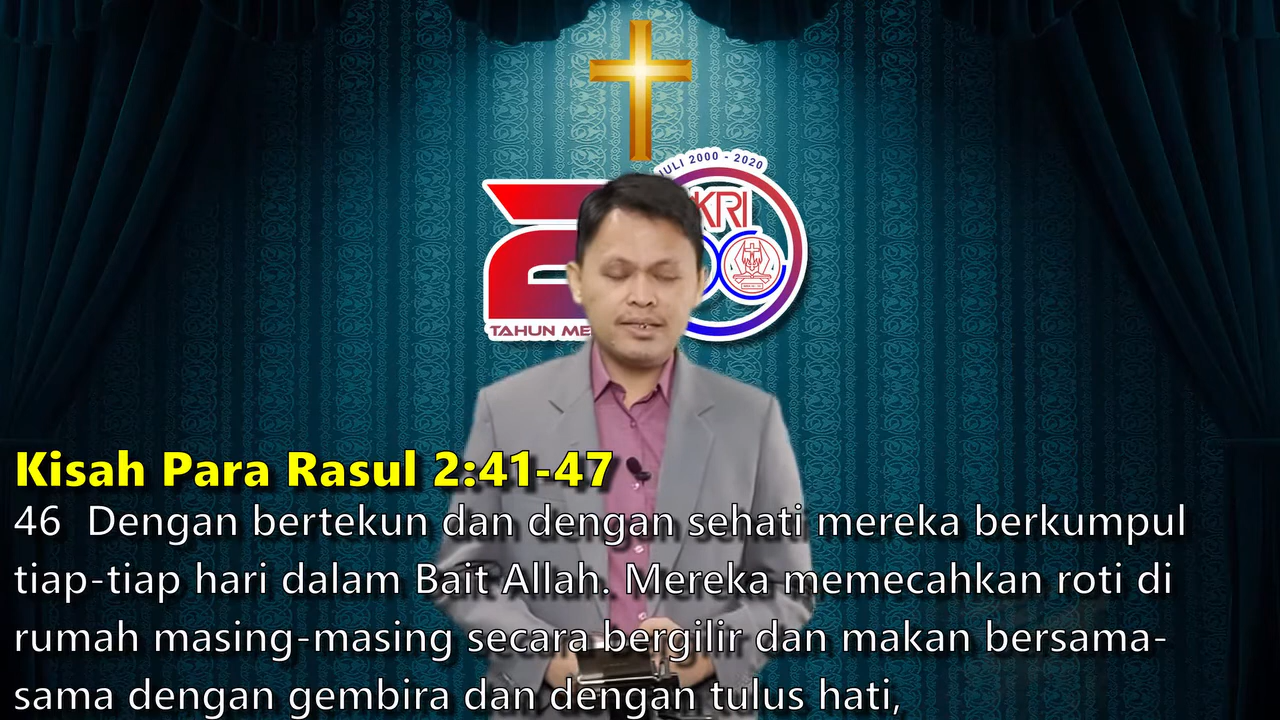 JULI 2000 - 2020
KRI
TAHUN
Kisah Para Rasul 2:41-47
46 Dengan bertekun dan dengan sehati mereka berkumpul
tiap-tiap hari dalam Bait Allah. Mereka memecahkan roti di
rumah masing-masing secara bergilir dan makan bersama-
sama dengan gembira dan dengan tulus hati,